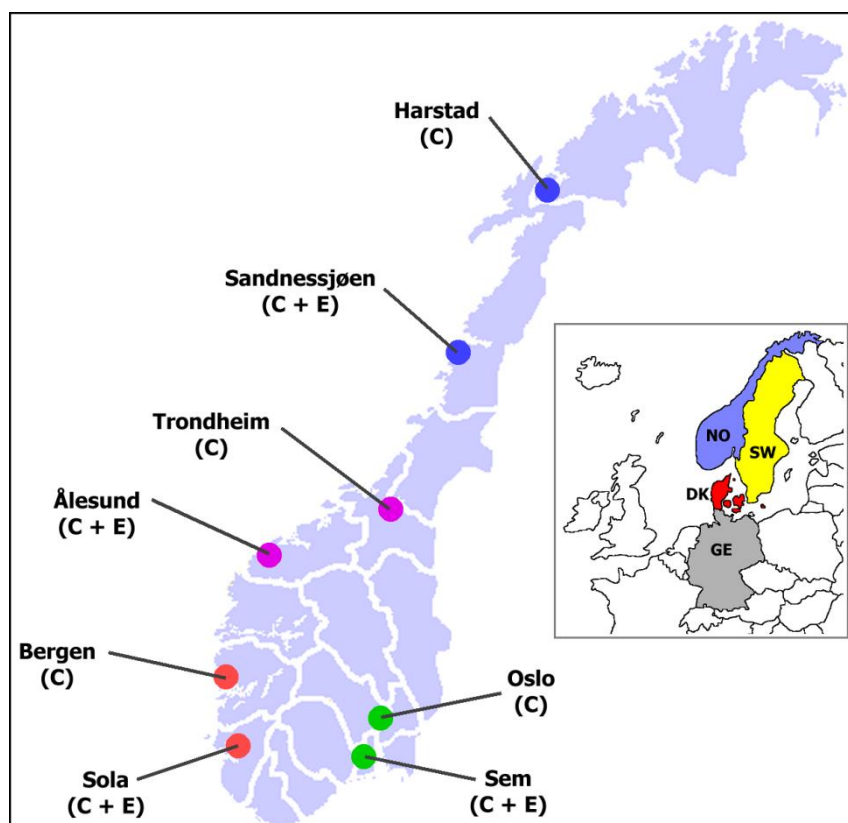 Harstad
(C)
Sandnessjøen
(C + E)
Trondheim
(C)
Ålesund
(C + E)
Bergen
(C)
Sola
(C + E)
Oslo
(C)
Sem
(C + E)
NO
SW
DK
GE